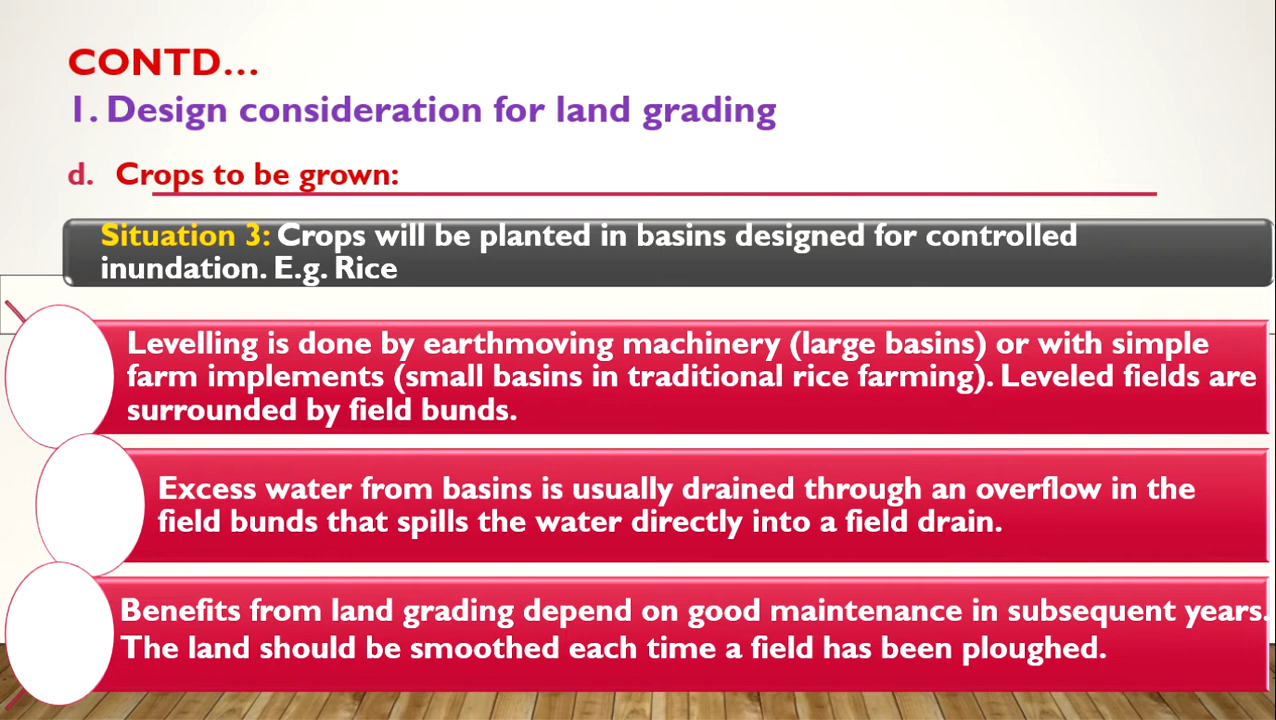 CONTD...
1. Design consideration for land grading
d. Crops to be grown:
Situation 3: Crops will be planted in basins designed for controlled
inundation. E.g. Rice
Levelling is done by earthmoving machinery (large basins) or with simple
farm implements (small basins in traditional rice farming). Leveled fields are
surrounded by field bunds.
Excess water from basins is usually drained through an overflow in the
field bunds that spills the water directly into a field drain.
Benefits from land grading depend on good maintenance in subsequent years.
The land should be smoothed each time a field has been ploughed.